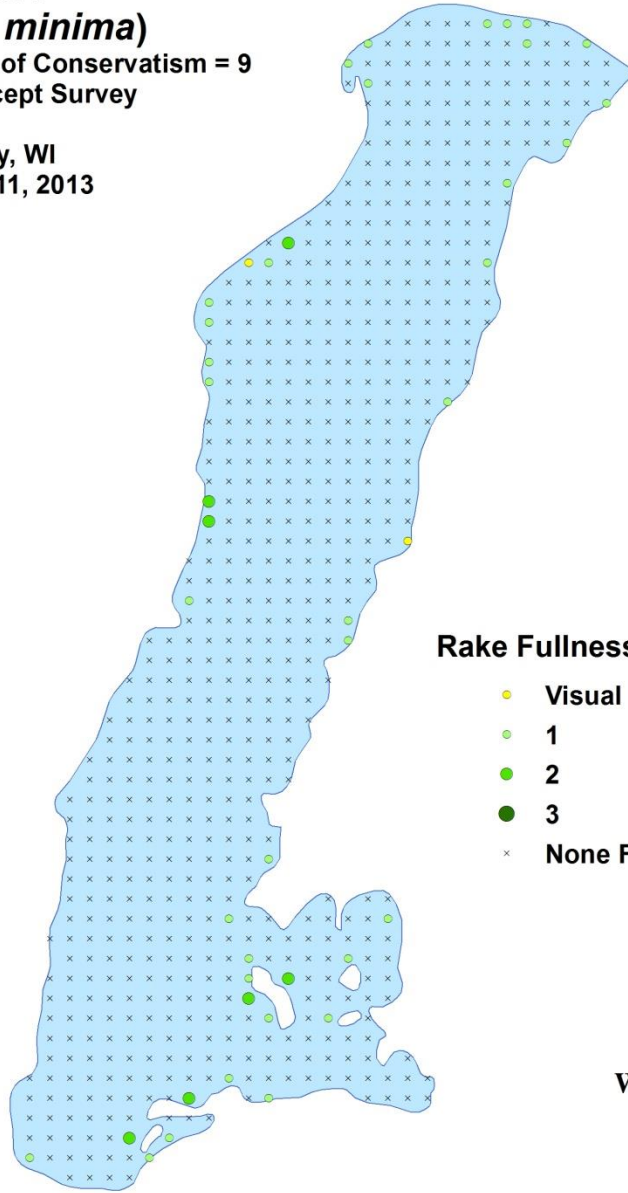 minima)
of Conservatism = 9
cept Survey
y, WI
11, 2013
Rake Fullness
Visual
1
2
3
None F